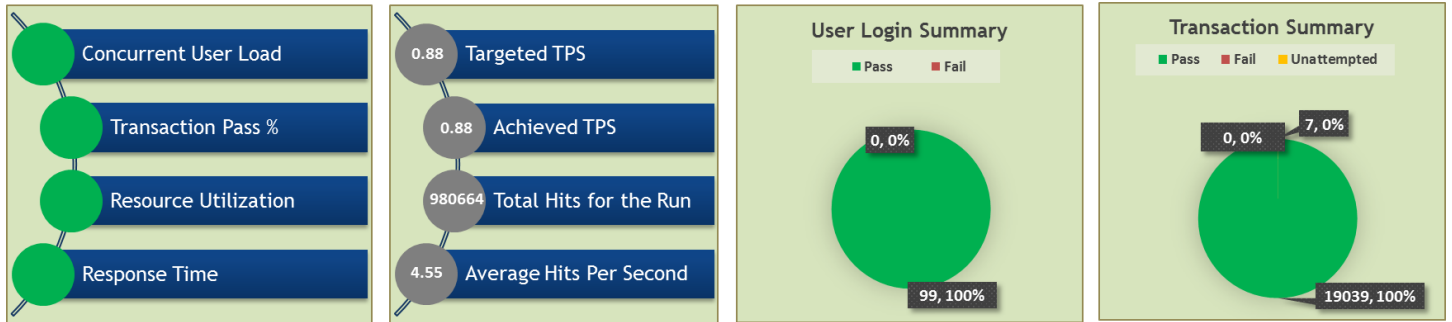 Concurrent User Load
Transaction Pass %
Resource Utilization
Response Time
0.88 Targeted TPS
0.88 Achieved TPS
980664 Total Hits for the Run
4.55 Average Hits Per Second
User Login Summary
Pass Fail
0, 0%
99, 100%
Transaction Summary
Pass Fail Unattempted
7, 0%
0, 0%
19039, 100%